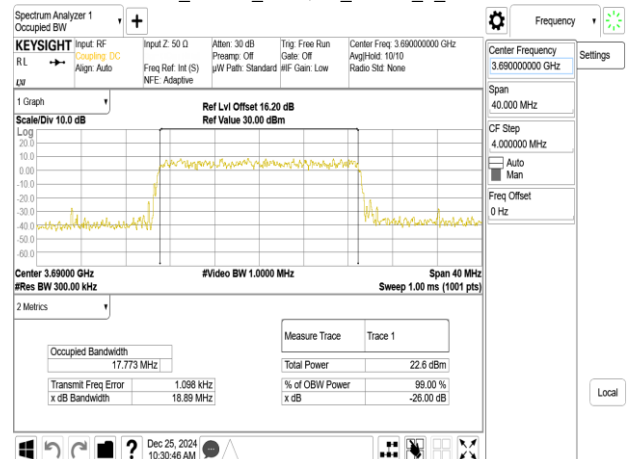 Spectrum Analyzer 1
Occupied BW
Frequency
KEYSIGHT
RL
LXI
Input: RF
Coupling: DC
Align: Auto
Input Z: 50 Ω
Freq Ref: Int (S)
NFE: Adaptive
Atten: 30 dB
Preamp: Off
µW Path: Standard
Trig: Free Run
Gate: Off
#IF Gain: Low
Center Freq: 3.690000000 GHz
Avg|Hold: 10/10
Radio Std: None
Center Frequency
3.690000000 GHz
Settings
Span
40.000 MHz
CF Step
4.000000 MHz
Auto
Man
Freq Offset
0 Hz
Local
1 Graph
Scale/Div 10.0 dB
Ref Lvl Offset 16.20 dB
Ref Value 30.00 dBm
Log
20.0
10.0
0.00
-10.0
-20.0
-30.0
-40.0
-50.0
-60.0
Center 3.69000 GHz
#Video BW 1.0000 MHz
Span 40 MHz
#Res BW 300.00 kHz
Sweep 1.00 ms (1001 pts)
2 Metrics
Measure Trace Trace 1
Occupied Bandwidth
17.773 MHz
Total Power 22.6 dBm
Transmit Freq Error 1.098 kHz
% of OBW Power 99.00 %
x dB Bandwidth 18.89 MHz
x dB -26.00 dB
?
Dec 25, 2024
10:30:46 AM